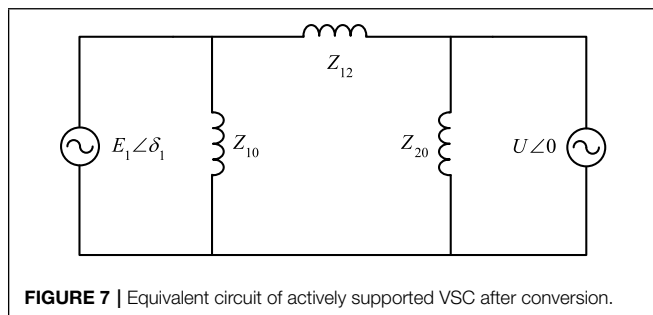 Z₁₂
E₁∠δ₁
Z₁₀
Z₂₀
U∠0
FIGURE 7 | Equivalent circuit of actively supported VSC after conversion.